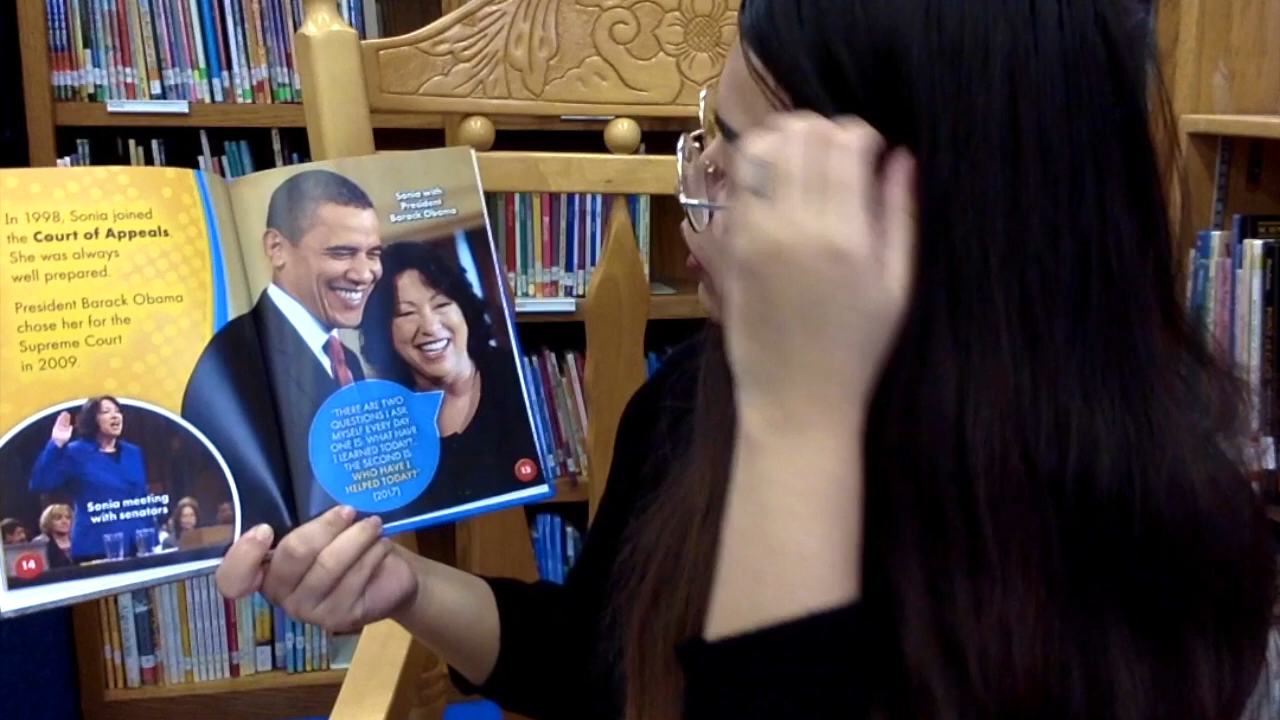 In 1998, Sonia joined
the Court of Appeals.
She was always
well prepared.
President Barack Obama
chose her for the
Supreme Court
in 2009.
Sonia meeting
with senators
14
Sonia with
President
Barack Obama
"THERE ARE TWO
QUESTIONS I ASK
MYSELF EVERY DAY.
ONE IS: WHAT HAVE
I LEARNED TODAY?...
THE SECOND IS:
WHO HAVE I
HELPED TODAY?"
(2017)